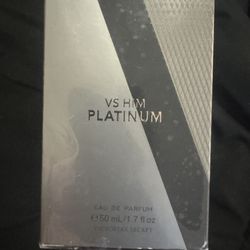 VS HIM
PLATINUM
EAU DE PARFUM
℮50 mL/1.7 fl oz
VICTORIA'S SECRET